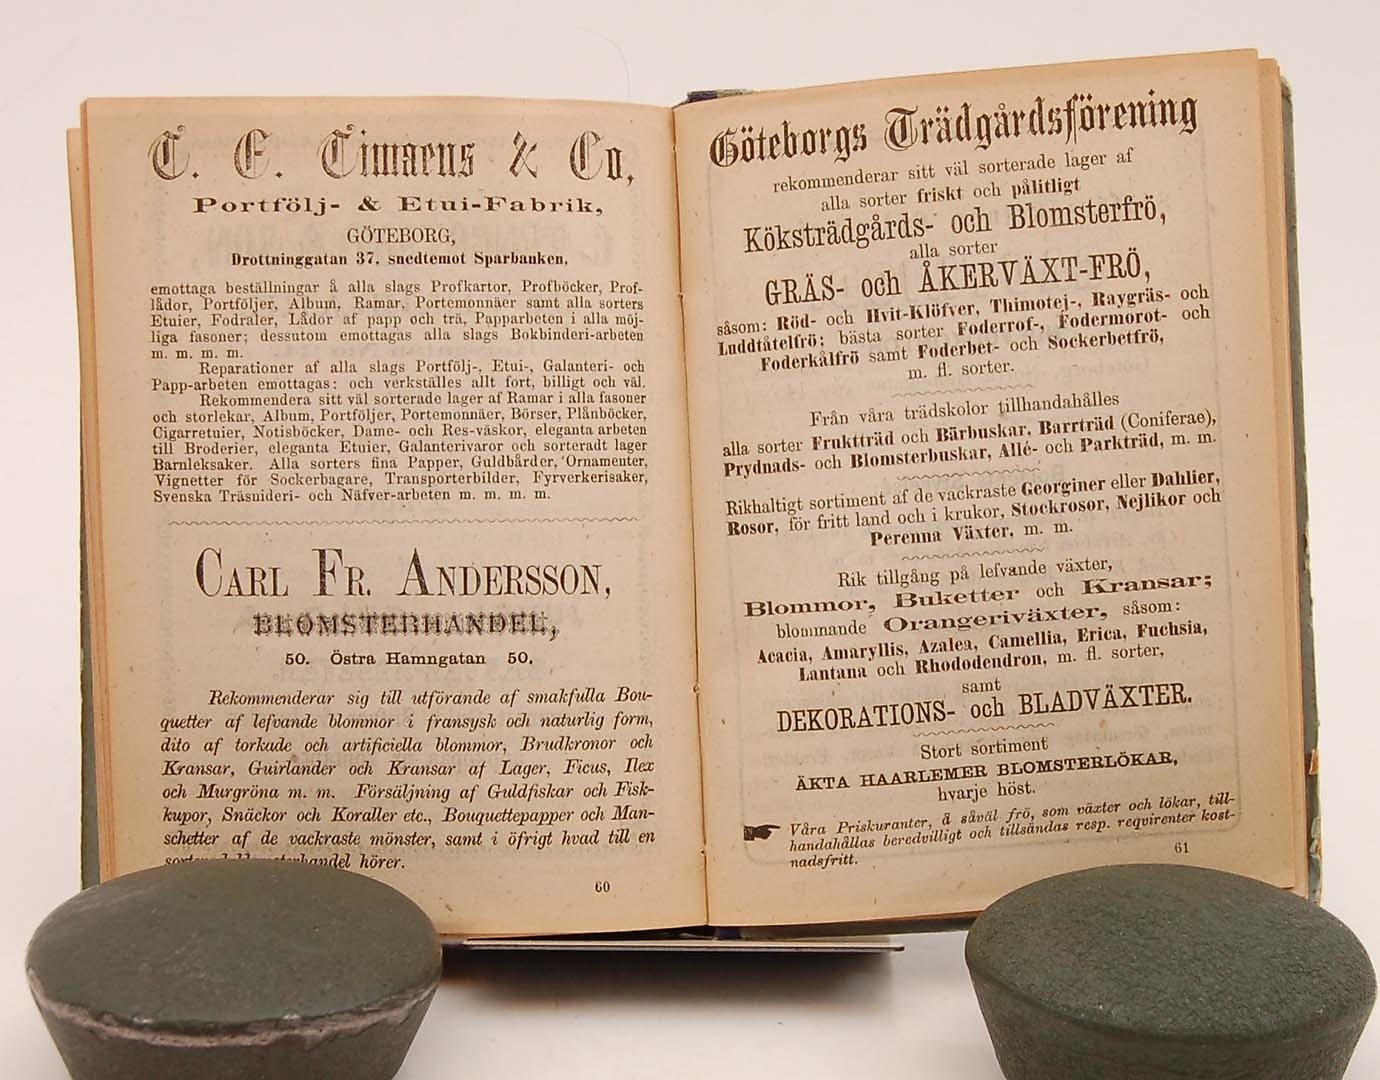 C. E. Timaeus & Co,
Portfölj- & Etui-Fabrik,
GÖTEBORG,
Drottninggatan 37, snedtemot Sparbanken,
emottaga beställningar å alla slags Profkartor, Profböcker, Prof-
lådor, Portföljer, Album, Ramar, Portemonnäer samt alla sorters
Etuier, Fodraler, Lådor af papp och trä, Papparbeten i alla möj-
liga fasoner; dessutom emottagas alla slags Bokbinderi-arbeten
m. m. m. m.
Reparationer af alla slags Portfölj-, Etui-, Galanteri- och
Papp-arbeten emottagas: och verkställes allt fort, billigt och väl.
Rekommendera sitt väl sorterade lager af Ramar i alla fasoner
och storlekar, Album, Portföljer, Portemonnäer, Börser, Plånböcker,
Cigarretuier, Notisböcker, Dame- och Res-väskor, eleganta arbeten
till Broderier, eleganta Etuier, Galanterivaror och sorteradt lager
Barnleksaker. Alla sorters fina Papper, Guldbårder, Ornamenter,
Vignetter för Sockerbagare, Transporterbilder, Fyrverkerisaker,
Svenska Träsnideri- och Näfver-arbeten m. m. m. m.
CARL FR. ANDERSSON,
BLOMSTERHANDEL,
50. Östra Hamngatan 50.
Rekommenderar sig till utförande af smakfulla Bou-
quetter af lefvande blommor i fransysk och naturlig form,
dito af torkade och artificiella blommor, Brudkronor och
Kransar, Guirlander och Kransar af Lager, Ficus, Ilex
och Murgröna m. m. Försäljning af Guldfiskar och Fisk-
kupor, Snäckor och Koraller etc., Bouquettepapper och Man-
schetter af de vackraste mönster, samt i öfrigt hvad till en
hörer.
60
Göteborgs Trädgårdsförening
rekommenderar sitt väl sorterade lager af
alla sorter friskt och pålitligt
Köksträdgårds- och Blomsterfrö,
alla sorter
GRÄS- och ÅKERVÄXT-FRÖ,
såsom: Röd- och Hvit-Klöfver, Thimotej-, Raygräs- och
Luddtåtelfrö; bästa sorter Foderrof-, Fodermorot- och
Foderkålfrö samt Foderbet- och Sockerbetfrö,
m. fl. sorter.
Från våra trädskolor tillhandahålles
alla sorter Fruktträd och Bärbuskar, Barrträd (Coniferae),
Prydnads- och Blomsterbuskar, Allé- och Parkträd, m. m.
Rikhaltigt sortiment af de vackraste Georginer eller Dahlier,
Rosor, för fritt land och i krukor, Stockrosor, Nejlikor och
Perenna Växter, m. m.
Rik tillgång på lefvande växter,
Blommor, Buketter och Kransar;
blommande Orangeriväxter, såsom:
Acacia, Amaryllis, Azalea, Camellia, Erica, Fuchsia,
Lantana och Rhododendron, m. fl. sorter,
samt
DEKORATIONS- och BLADVÄXTER.
Stort sortiment
ÄKTA HAARLEMER BLOMSTERLÖKAR,
hvarje höst.
Våra Priskuranter, å såväl frö, som växter och lökar, till-
handahållas beredvilligt och tillsändas resp. reqvirenter kost-
nadsfritt.
61